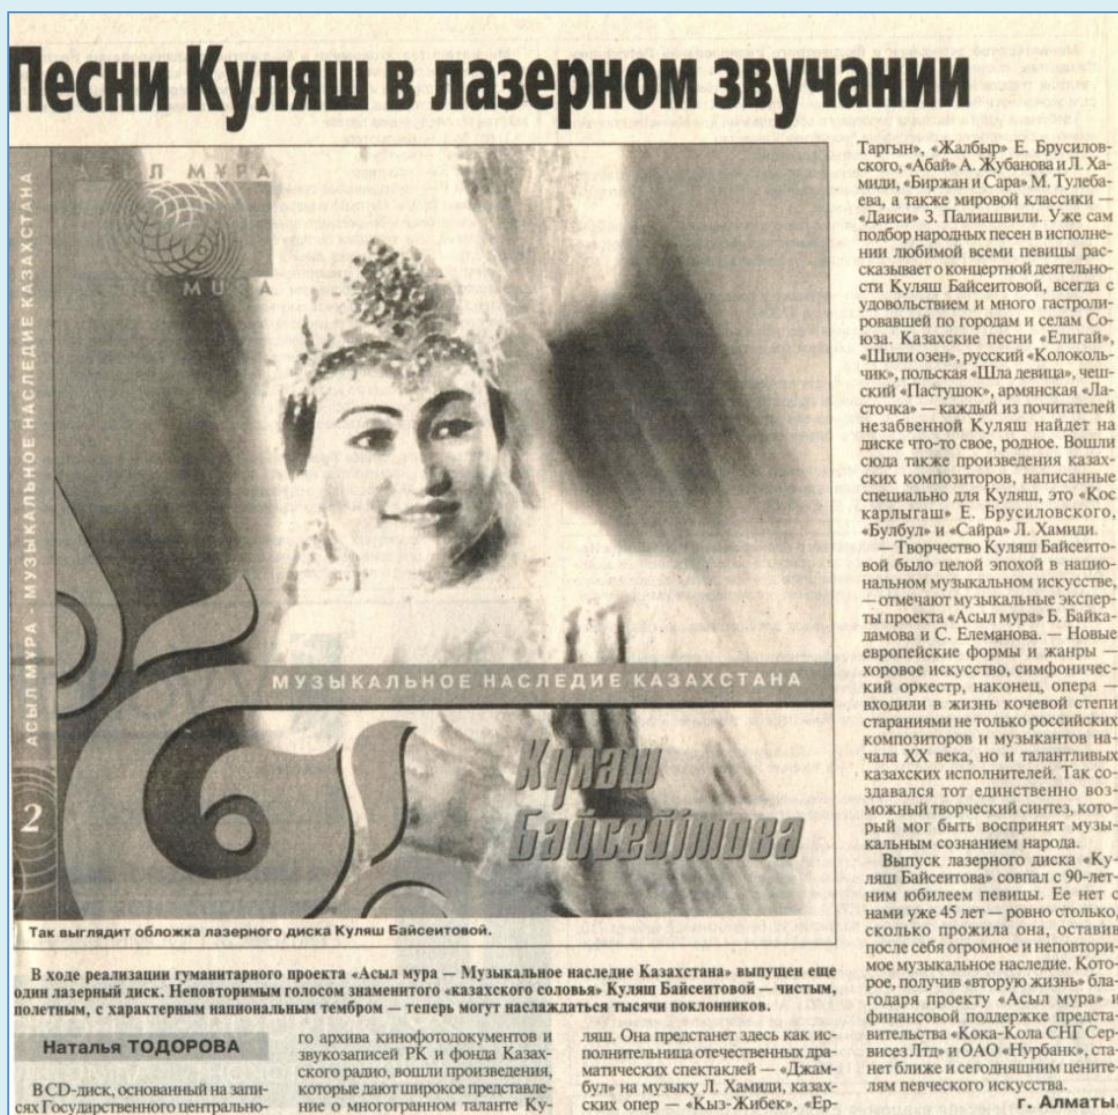 Песни Куляш в лазерном звучании
АСЫЛ МҰРА
ASYL MURA
АСЫЛ МҰРА - МУЗЫКАЛЬНОЕ НАСЛЕДИЕ КАЗАХСТАНА
2
МУЗЫКАЛЬНОЕ НАСЛЕДИЕ КАЗАХСТАНА
Күләш
Байсейітова
Так выглядит обложка лазерного диска Куляш Байсеитовой.
В ходе реализации гуманитарного проекта «Асыл мура — Музыкальное наследие Казахстана» выпущен еще
один лазерный диск. Неповторимым голосом знаменитого «казахского соловья» Куляш Байсеитовой — чистым,
полетным, с характерным национальным тембром — теперь могут наслаждаться тысячи поклонников.
Наталья ТОДОРОВА
В CD-диск, основанный на запи-
сях Государственного центрально-
го архива кинофотодокументов и
звукозаписей РК и фонда Казах-
ского радио, вошли произведения,
которые дают широкое представле-
ние о многогранном таланте Ку-
ляш. Она предстанет здесь как ис-
полнительница отечественных дра-
матических спектаклей — «Джам-
бул» на музыку Л. Хамиди, казах-
ских опер — «Кыз-Жибек», «Ер-
Таргын», «Жалбыр» Е. Брусилов-
ского, «Абай» А. Жубанова и Л. Ха-
миди, «Биржан и Сара» М. Тулеба-
ева, а также мировой классики —
«Даиси» З. Палиашвили. Уже сам
подбор народных песен в исполне-
нии любимой всеми певицы рас-
сказывает о концертной деятельно-
сти Куляш Байсеитовой, всегда с
удовольствием и много гастроли-
ровавшей по городам и селам Со-
юза. Казахские песни «Елигай»,
«Шили озен», русский «Колоколь-
чик», польская «Шла девица», чеш-
ский «Пастушок», армянская «Ла-
сточка» — каждый из почитателей
незабвенной Куляш найдет на
диске что-то свое, родное. Вошли
сюда также произведения казах-
ских композиторов, написанные
специально для Куляш, это «Кос
карлыгаш» Е. Брусиловского,
«Булбул» и «Сайра» Л. Хамиди.
— Творчество Куляш Байсеито-
вой было целой эпохой в нацио-
нальном музыкальном искусстве,
— отмечают музыкальные экспер-
ты проекта «Асыл мура» Б. Байка-
дамова и С. Елеманова. — Новые
европейские формы и жанры —
хоровое искусство, симфоничес-
кий оркестр, наконец, опера —
входили в жизнь кочевой степи
стараниями не только российских
композиторов и музыкантов на-
чала XX века, но и талантливых
казахских исполнителей. Так со-
здавался тот единственно воз-
можный творческий синтез, кото-
рый мог быть воспринят музы-
кальным сознанием народа.
Выпуск лазерного диска «Ку-
ляш Байсеитова» совпал с 90-лет-
ним юбилеем певицы. Ее нет с
нами уже 45 лет — ровно столько,
сколько прожила она, оставив
после себя огромное и неповтори-
мое музыкальное наследие. Кото-
рое, получив «вторую жизнь» бла-
годаря проекту «Асыл мура» и
финансовой поддержке предста-
вительства «Кока-Кола СНГ Сер-
висез Лтд» и ОАО «Нурбанк», ста-
нет ближе и сегодняшним цените-
лям певческого искусства.
г. Алматы